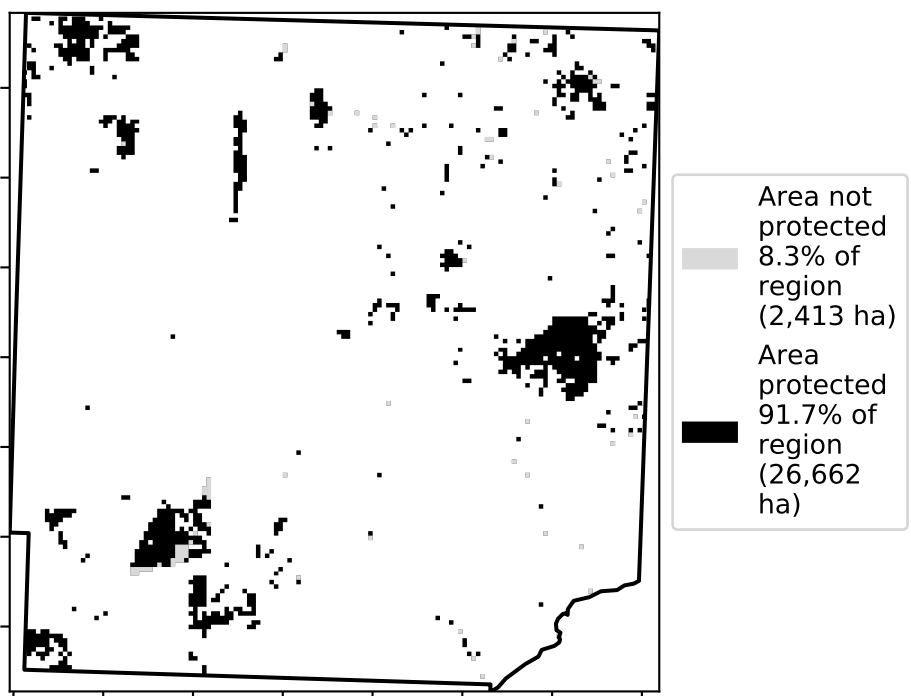 Area not
protected
8.3% of
region
(2,413 ha)
Area
protected
91.7% of
region
(26,662
ha)